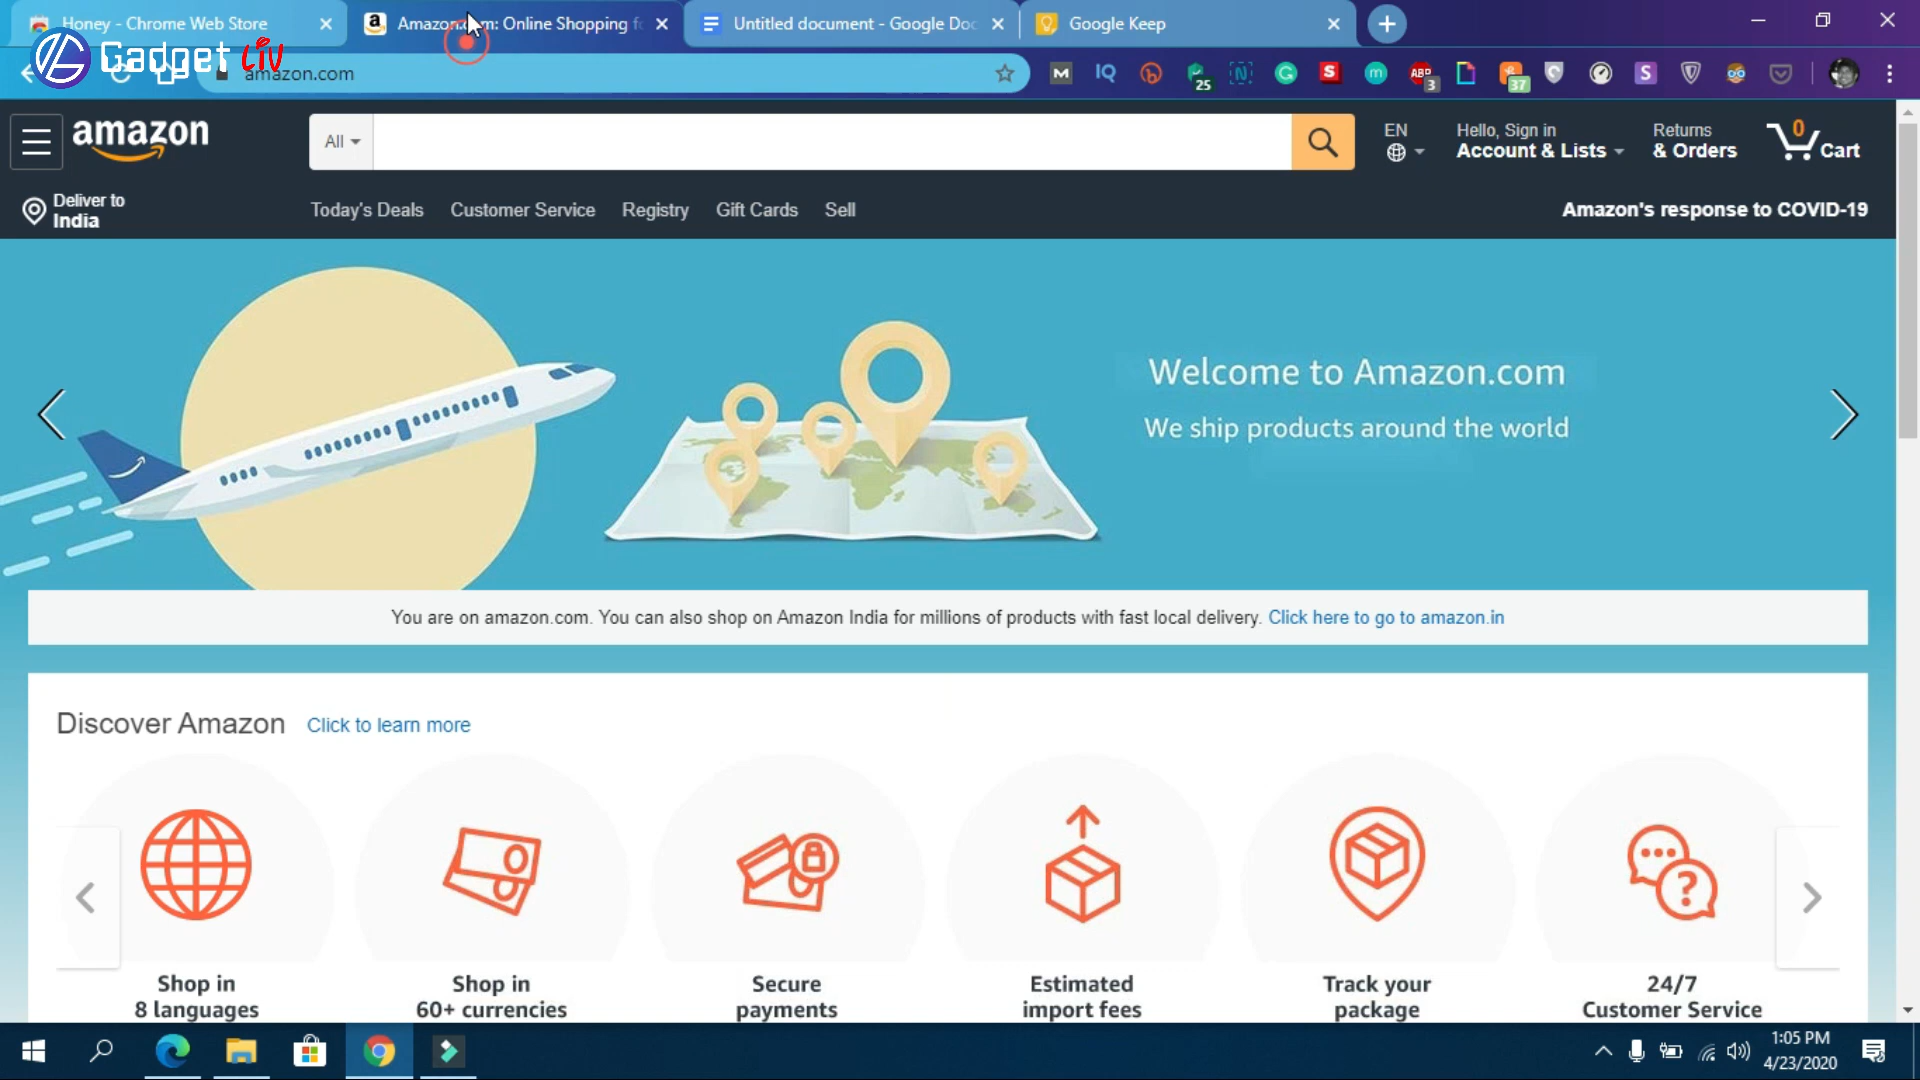 Honey - Chrome Web Store
Amazon.com: Online Shopping fo
Untitled document - Google Doc
Google Keep
Gadget Liv
amazon.com
M
IQ
25
N
G
S
m
ABP
3
37
S
amazon
All
EN
Hello, Sign in
Account & Lists
Returns
& Orders
0
Cart
Deliver to
India
Today's Deals
Customer Service
Registry
Gift Cards
Sell
Amazon's response to COVID-19
Welcome to Amazon.com
We ship products around the world
You are on amazon.com. You can also shop on Amazon India for millions of products with fast local delivery. Click here to go to amazon.in
Discover Amazon
Click to learn more
Shop in
8 languages
Shop in
60+ currencies
Secure
payments
Estimated
import fees
Track your
package
24/7
Customer Service
1:05 PM
4/23/2020